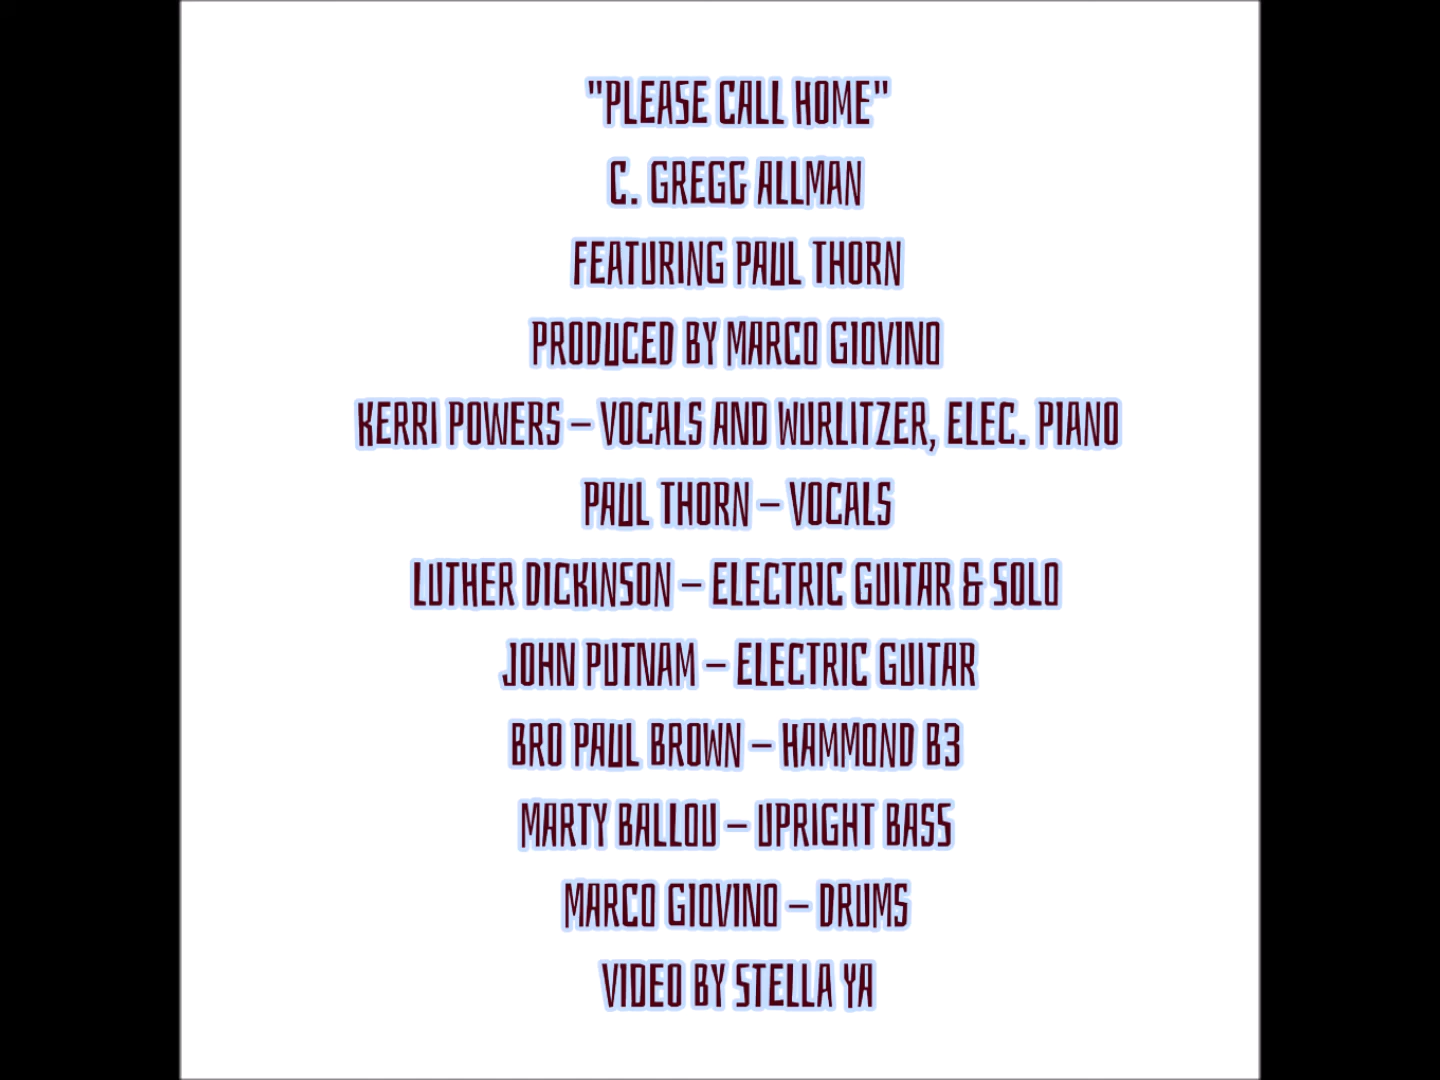 "PLEASE CALL HOME"
C. GREGG ALLMAN
FEATURING PAUL THORN
PRODUCED BY MARCO GIOVINO
KERRI POWERS – VOCALS AND WURLITZER, ELEC. PIANO
PAUL THORN – VOCALS
LUTHER DICKINSON – ELECTRIC GUITAR & SOLO
JOHN PUTNAM – ELECTRIC GUITAR
BRO PAUL BROWN – HAMMOND B3
MARTY BALLOU – UPRIGHT BASS
MARCO GIOVINO – DRUMS
VIDEO BY STELLA YA